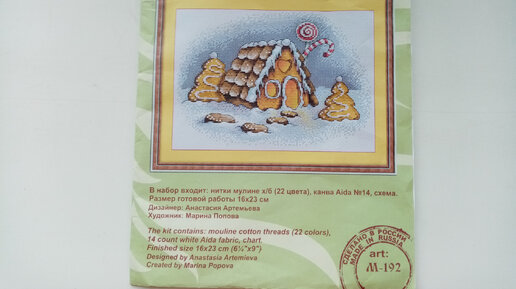 В набор входит: нитки мулине х/б (22 цвета), канва Aida №14, схема.
Размер готовой работы 16х23 см
Дизайнер: Анастасия Артемьева
Художник: Марина Попова
The kit contains: mouline cotton threads (22 colors),
14 count white Aida fabric, chart.
Finished size 16x23 cm (6¼"x9")
Designed by Anastasia Artemieva
Created by Marina Popova
СДЕЛАНО В РОССИИ
MADE IN RUSSIA
art:
М-192